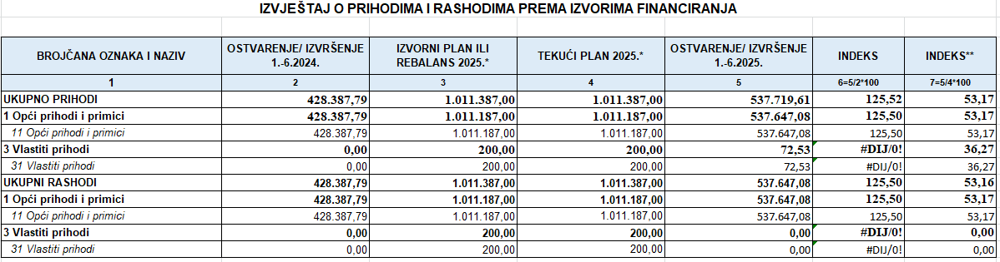 IZVJEŠTAJ O PRIHODIMA I RASHODIMA PREMA IZVORIMA FINANCIRANJA
BROJČANA OZNAKA I NAZIV OSTVARENJE/ IZVRŠENJE 1.-6.2024. IZVORNI PLAN ILI REBALANS 2025.* TEKUĆI PLAN 2025.* OSTVARENJE/ IZVRŠENJE 1.-6.2025. INDEKS INDEKS**
1 2 3 4 5 6=5/2*100 7=5/4*100
UKUPNO PRIHODI 428.387,79 1.011.387,00 1.011.387,00 537.719,61 125,52 53,17
1 Opći prihodi i primici 428.387,79 1.011.187,00 1.011.187,00 537.647,08 125,50 53,17
11 Opći prihodi i primici 428.387,79 1.011.187,00 1.011.187,00 537.647,08 125,50 53,17
3 Vlastiti prihodi 0,00 200,00 200,00 72,53 #DIJ/0! 36,27
31 Vlastiti prihodi 0,00 200,00 200,00 72,53 #DIJ/0! 36,27
UKUPNI RASHODI 428.387,79 1.011.387,00 1.011.387,00 537.647,08 125,50 53,16
1 Opći prihodi i primici 428.387,79 1.011.187,00 1.011.187,00 537.647,08 125,50 53,17
11 Opći prihodi i primici 428.387,79 1.011.187,00 1.011.187,00 537.647,08 125,50 53,17
3 Vlastiti prihodi 0,00 200,00 200,00 0,00 #DIJ/0! 0,00
31 Vlastiti prihodi 0,00 200,00 200,00 0,00 #DIJ/0! 0,00